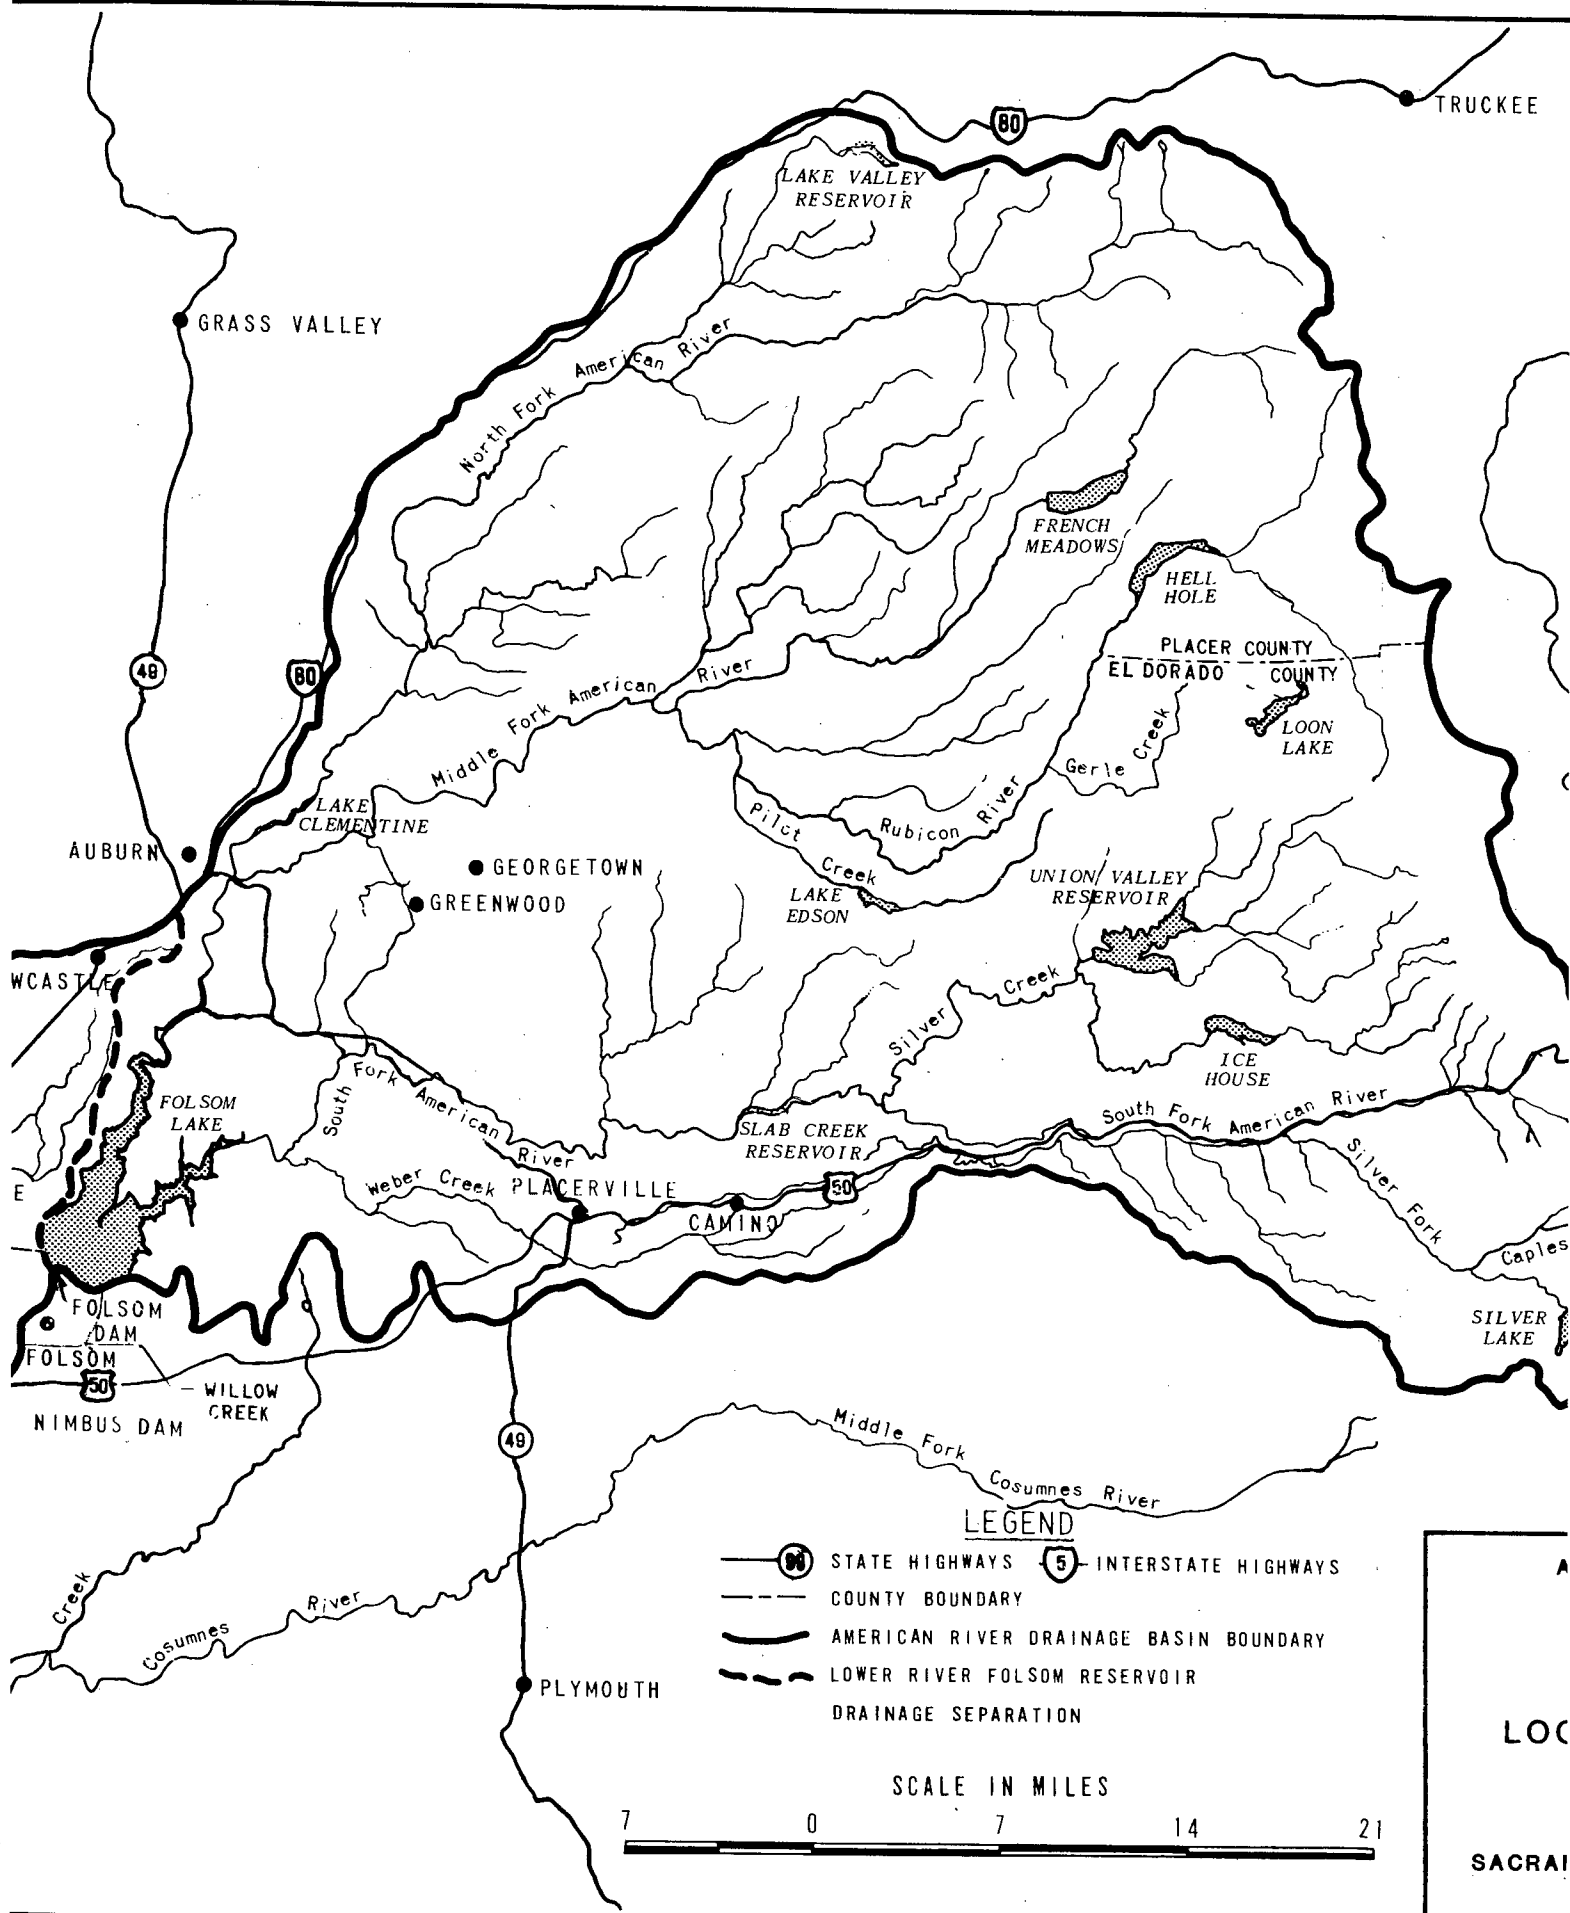 80
TRUCKEE
LAKE VALLEY
RESERVOIR
GRASS VALLEY
North Fork American River
FRENCH
MEADOWS
HELL
HOLE
PLACER COUNTY
EL DORADO COUNTY
49
80
Middle Fork American River
LOON
LAKE
Gerle Creek
LAKE
CLEMENTINE
Pilot Creek
Rubicon River
AUBURN
GEORGETOWN
GREENWOOD
LAKE
EDSON
UNION VALLEY
RESERVOIR
WCASTLE
Silver Creek
ICE
HOUSE
FOLSOM
LAKE
South Fork American River
SLAB CREEK
RESERVOIR
South Fork American River
Silver Fork
E
Weber Creek
PLACERVILLE
50
CAMINO
Caples
FOLSOM
DAM
FOLSOM
50
WILLOW
CREEK
NIMBUS DAM
SILVER
LAKE
49
Middle Fork Cosumnes River
Creek
Cosumnes River
PLYMOUTH
LEGEND
99 STATE HIGHWAYS 5 INTERSTATE HIGHWAYS
COUNTY BOUNDARY
AMERICAN RIVER DRAINAGE BASIN BOUNDARY
LOWER RIVER FOLSOM RESERVOIR
DRAINAGE SEPARATION
SCALE IN MILES
7 0 7 14 21
A
LOC
SACRA